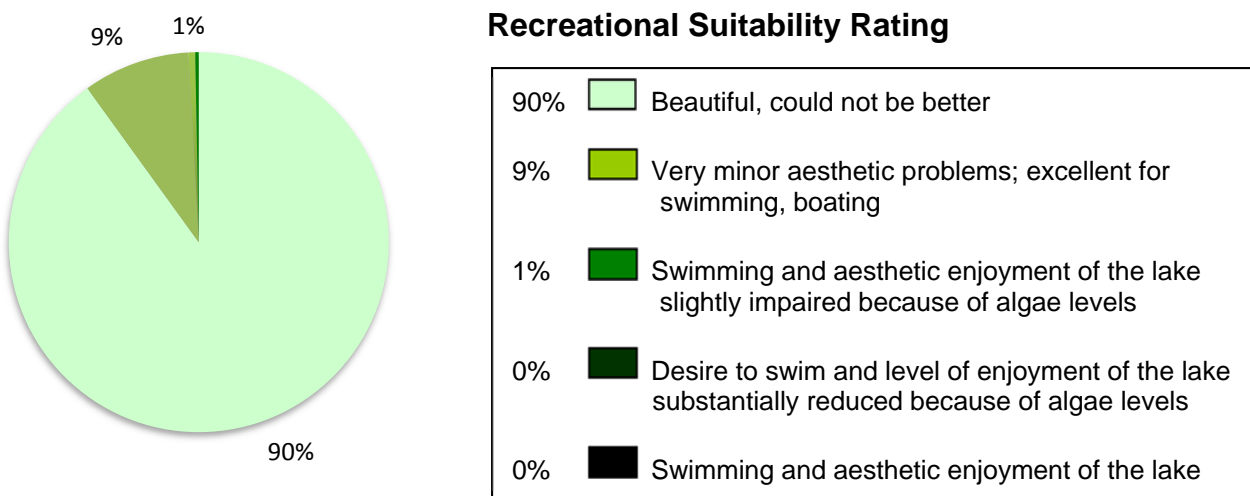 9%
1%
90%
Recreational Suitability Rating
90% Beautiful, could not be better
9% Very minor aesthetic problems; excellent for
swimming, boating
1% Swimming and aesthetic enjoyment of the lake
slightly impaired because of algae levels
0% Desire to swim and level of enjoyment of the lake
substantially reduced because of algae levels
0% Swimming and aesthetic enjoyment of the lake